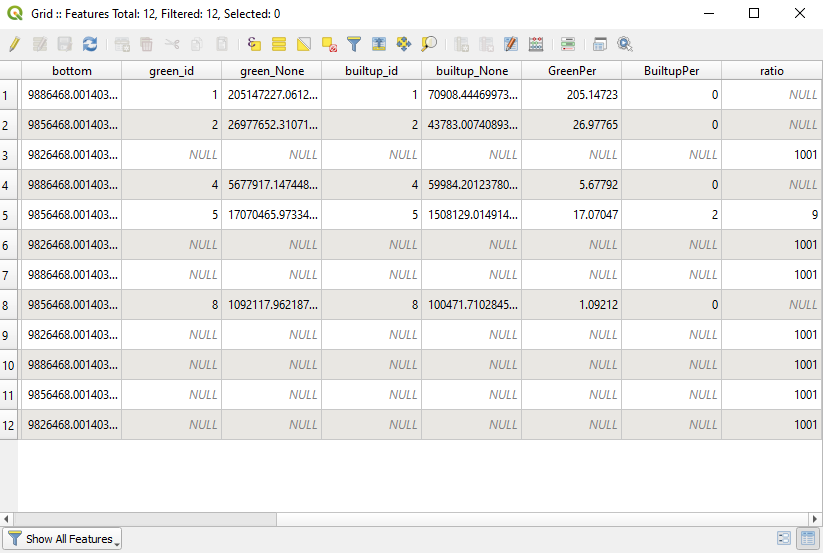 Grid :: Features Total: 12, Filtered: 12, Selected: 0
bottom green_id green_None builtup_id builtup_None GreenPer BuiltupPer ratio
1 9886468.001403... 1 205147227.0612... 1 70908.44469973... 205.14723 0 NULL
2 9856468.001403... 2 26977652.31071... 2 43783.00740893... 26.97765 0 NULL
3 9826468.001403... NULL NULL NULL NULL NULL NULL 1001
4 9886468.001403... 4 5677917.147448... 4 59984.20123780... 5.67792 0 NULL
5 9856468.001403... 5 17070465.97334... 5 1508129.014914... 17.07047 2 9
6 9826468.001403... NULL NULL NULL NULL NULL NULL 1001
7 9886468.001403... NULL NULL NULL NULL NULL NULL 1001
8 9856468.001403... 8 1092117.962187... 8 100471.7102845... 1.09212 0 NULL
9 9826468.001403... NULL NULL NULL NULL NULL NULL 1001
10 9886468.001403... NULL NULL NULL NULL NULL NULL 1001
11 9856468.001403... NULL NULL NULL NULL NULL NULL 1001
12 9826468.001403... NULL NULL NULL NULL NULL NULL 1001
Show All Features